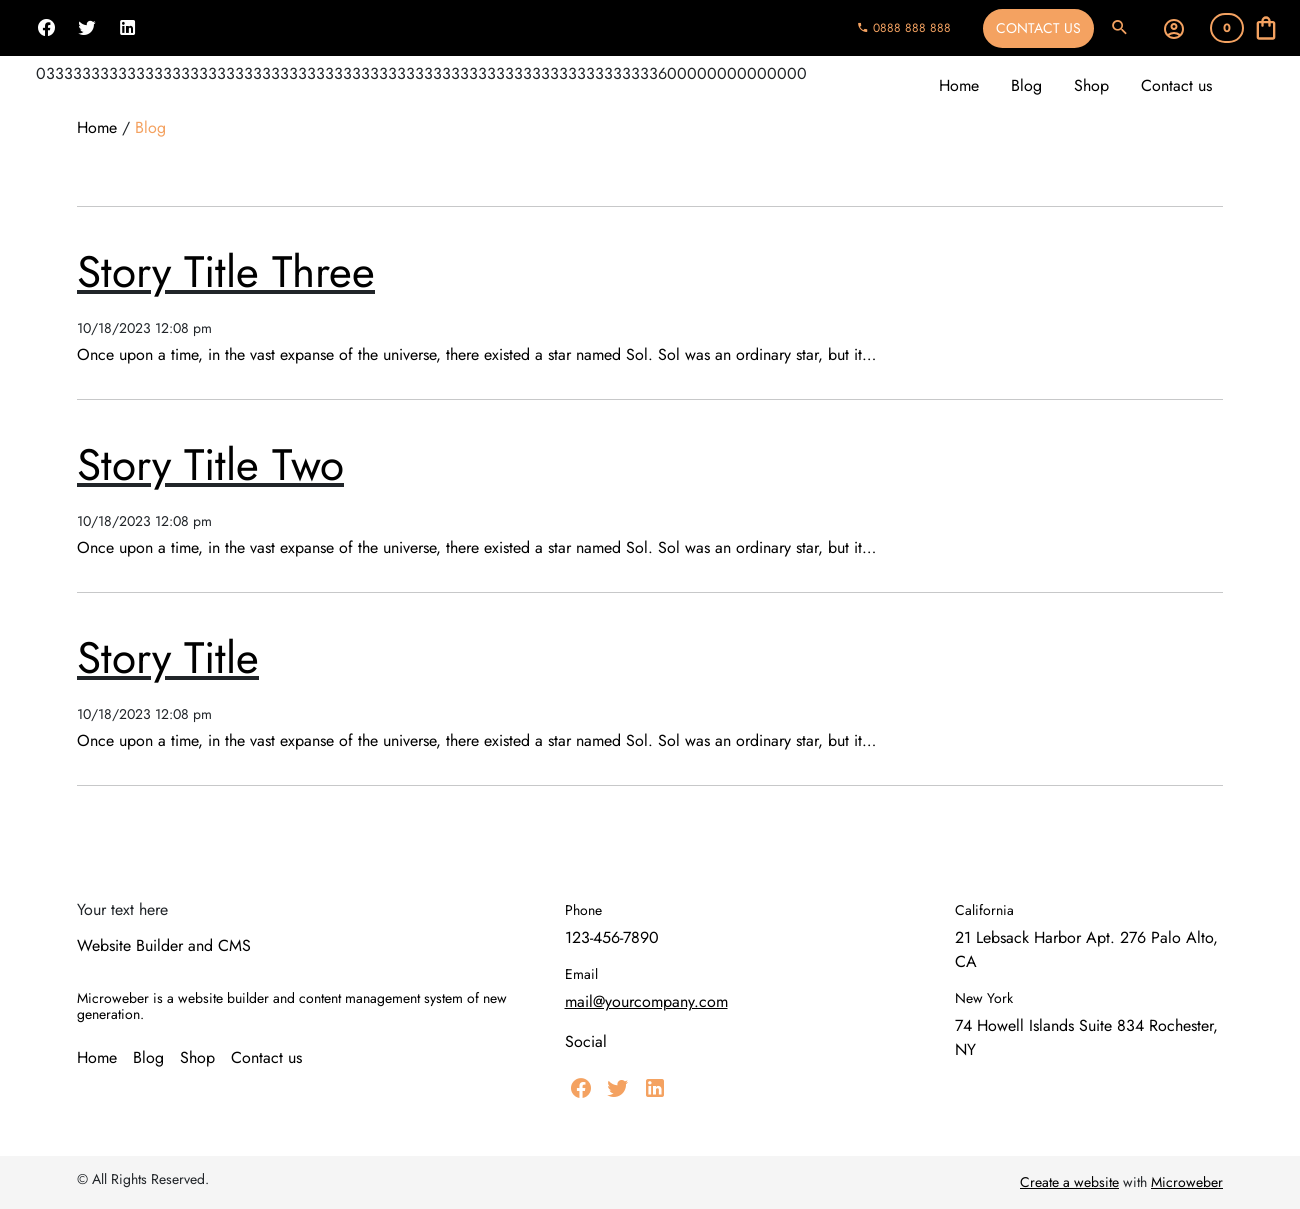 0888 888 888
CONTACT US
0
Home Blog Shop Contact us
Home / Blog
Story Title Three
10/18/2023 12:08 pm
Once upon a time, in the vast expanse of the universe, there existed a star named Sol. Sol was an ordinary star, but it...
Story Title Two
10/18/2023 12:08 pm
Once upon a time, in the vast expanse of the universe, there existed a star named Sol. Sol was an ordinary star, but it...
Story Title
10/18/2023 12:08 pm
Once upon a time, in the vast expanse of the universe, there existed a star named Sol. Sol was an ordinary star, but it...
Your text here
Website Builder and CMS
Microweber is a website builder and content management system of new
generation.
Home Blog Shop Contact us
Phone
123-456-7890
Email
mail@yourcompany.com
Social
California
21 Lebsack Harbor Apt. 276 Palo Alto,
CA
New York
74 Howell Islands Suite 834 Rochester,
NY
© All Rights Reserved.
Create a website with Microweber